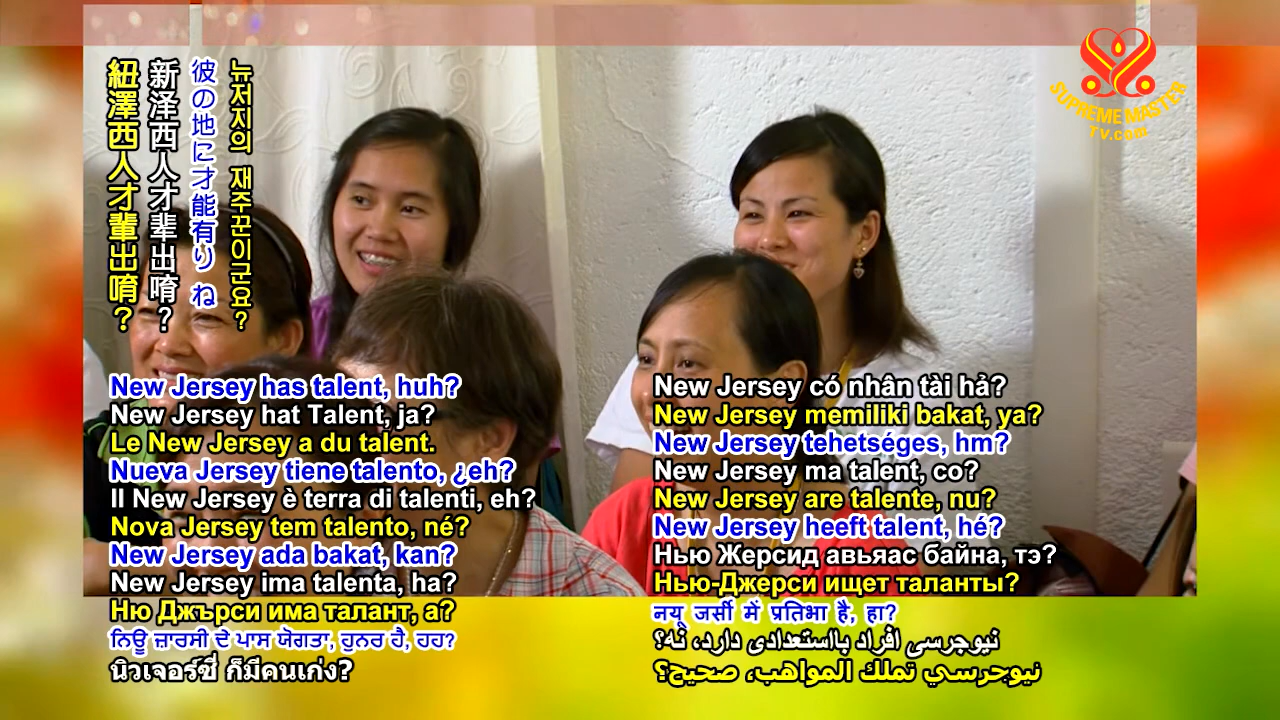 紐澤西人才輩出唷？
新泽西人才辈出唷？
彼の地に才能有り ね
뉴저지의 재주꾼이군요?
SUPREME MASTER
TV.com
New Jersey has talent, huh?
New Jersey hat Talent, ja?
Le New Jersey a du talent.
Nueva Jersey tiene talento, ¿eh?
Il New Jersey è terra di talenti, eh?
Nova Jersey tem talento, né?
New Jersey ada bakat, kan?
New Jersey ima talenta, ha?
Ню Джърси има талант, а?
ਨਿਊ ਜ਼ਾਰਸੀ ਦੇ ਪਾਸ ਯੋਗਤਾ, ਹੁਨਰ ਹੈ, ਹਹ?
นิวเจอร์ซี่ ก็มีคนเก่ง?
New Jersey có nhân tài hả?
New Jersey memiliki bakat, ya?
New Jersey tehetséges, hm?
New Jersey ma talent, co?
New Jersey are talente, nu?
New Jersey heeft talent, hé?
Нью Жерсид авьяас байна, тэ?
Нью-Джерси ищет таланты?
नयू जर्सी में प्रतिभा है, हा?
نیوجرسی افراد بااستعدادی دارد، نه؟
نيوجرسي تملك المواهب، صحيح؟